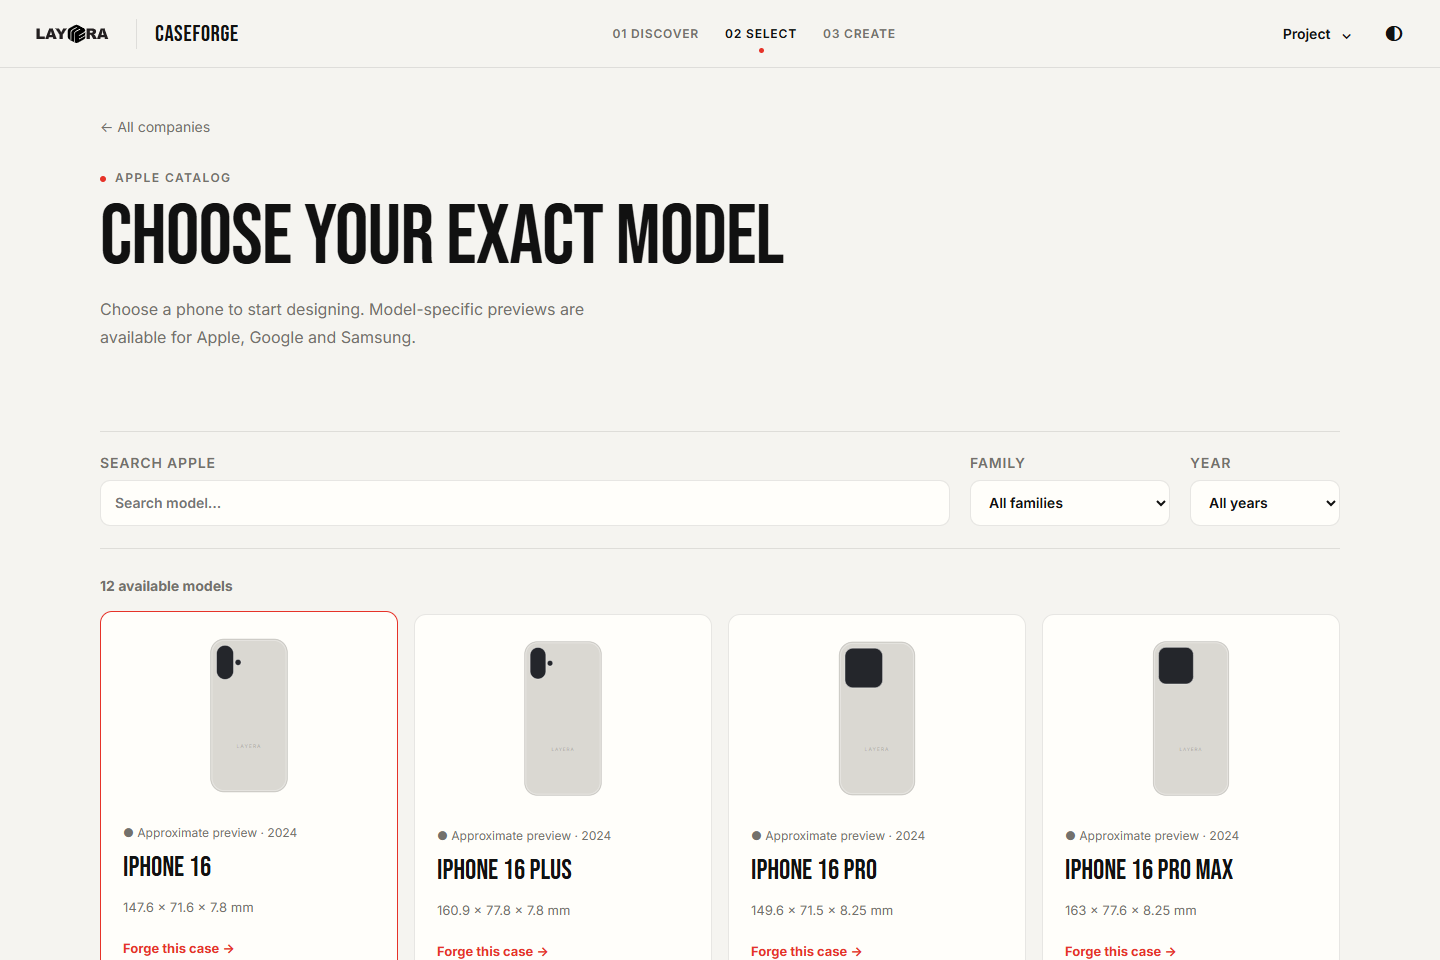 LAYERA
CASEFORGE
01 DISCOVER
02 SELECT
03 CREATE
Project
← All companies
APPLE CATALOG
CHOOSE YOUR EXACT MODEL
Choose a phone to start designing. Model-specific previews are
available for Apple, Google and Samsung.
SEARCH APPLE
FAMILY
YEAR
Search model...
All families
All years
12 available models
LAYERA
LAYERA
LAYERA
LAYERA
Approximate preview · 2024
IPHONE 16
147.6 × 71.6 × 7.8 mm
Forge this case →
Approximate preview · 2024
IPHONE 16 PLUS
160.9 × 77.8 × 7.8 mm
Forge this case →
Approximate preview · 2024
IPHONE 16 PRO
149.6 × 71.5 × 8.25 mm
Forge this case →
Approximate preview · 2024
IPHONE 16 PRO MAX
163 × 77.6 × 8.25 mm
Forge this case →